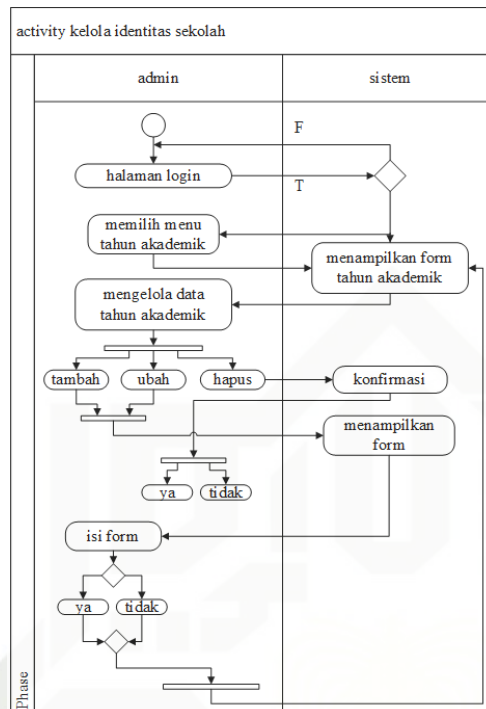 activity kelola identitas sekolah
admin
sistem
F
halaman login
T
memilih menu
tahun akademik
menampilkan form
tahun akademik
mengelola data
tahun akademik
tambah
ubah
hapus
konfirmasi
menampilkan
form
ya
tidak
isi form
ya
tidak
Phase